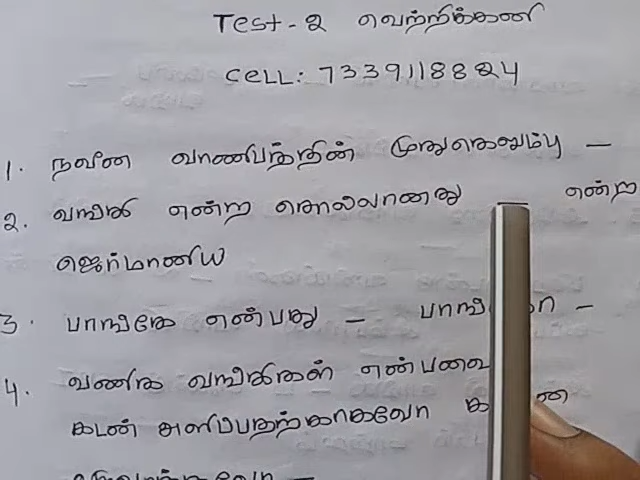 Test - 2 வெற்றிக்கனி
Cell: 7339118824
1. நவீன வாணிபத்தின் முதுகெலும்பு –
2. வங்கி என்ற சொல்லானது — என்ற
ஜெர்மானிய
3. பாங்கே என்பது – –
4. வணிக வங்கிகள் என்பவை
கடன் அளிப்பதற்காகவோ